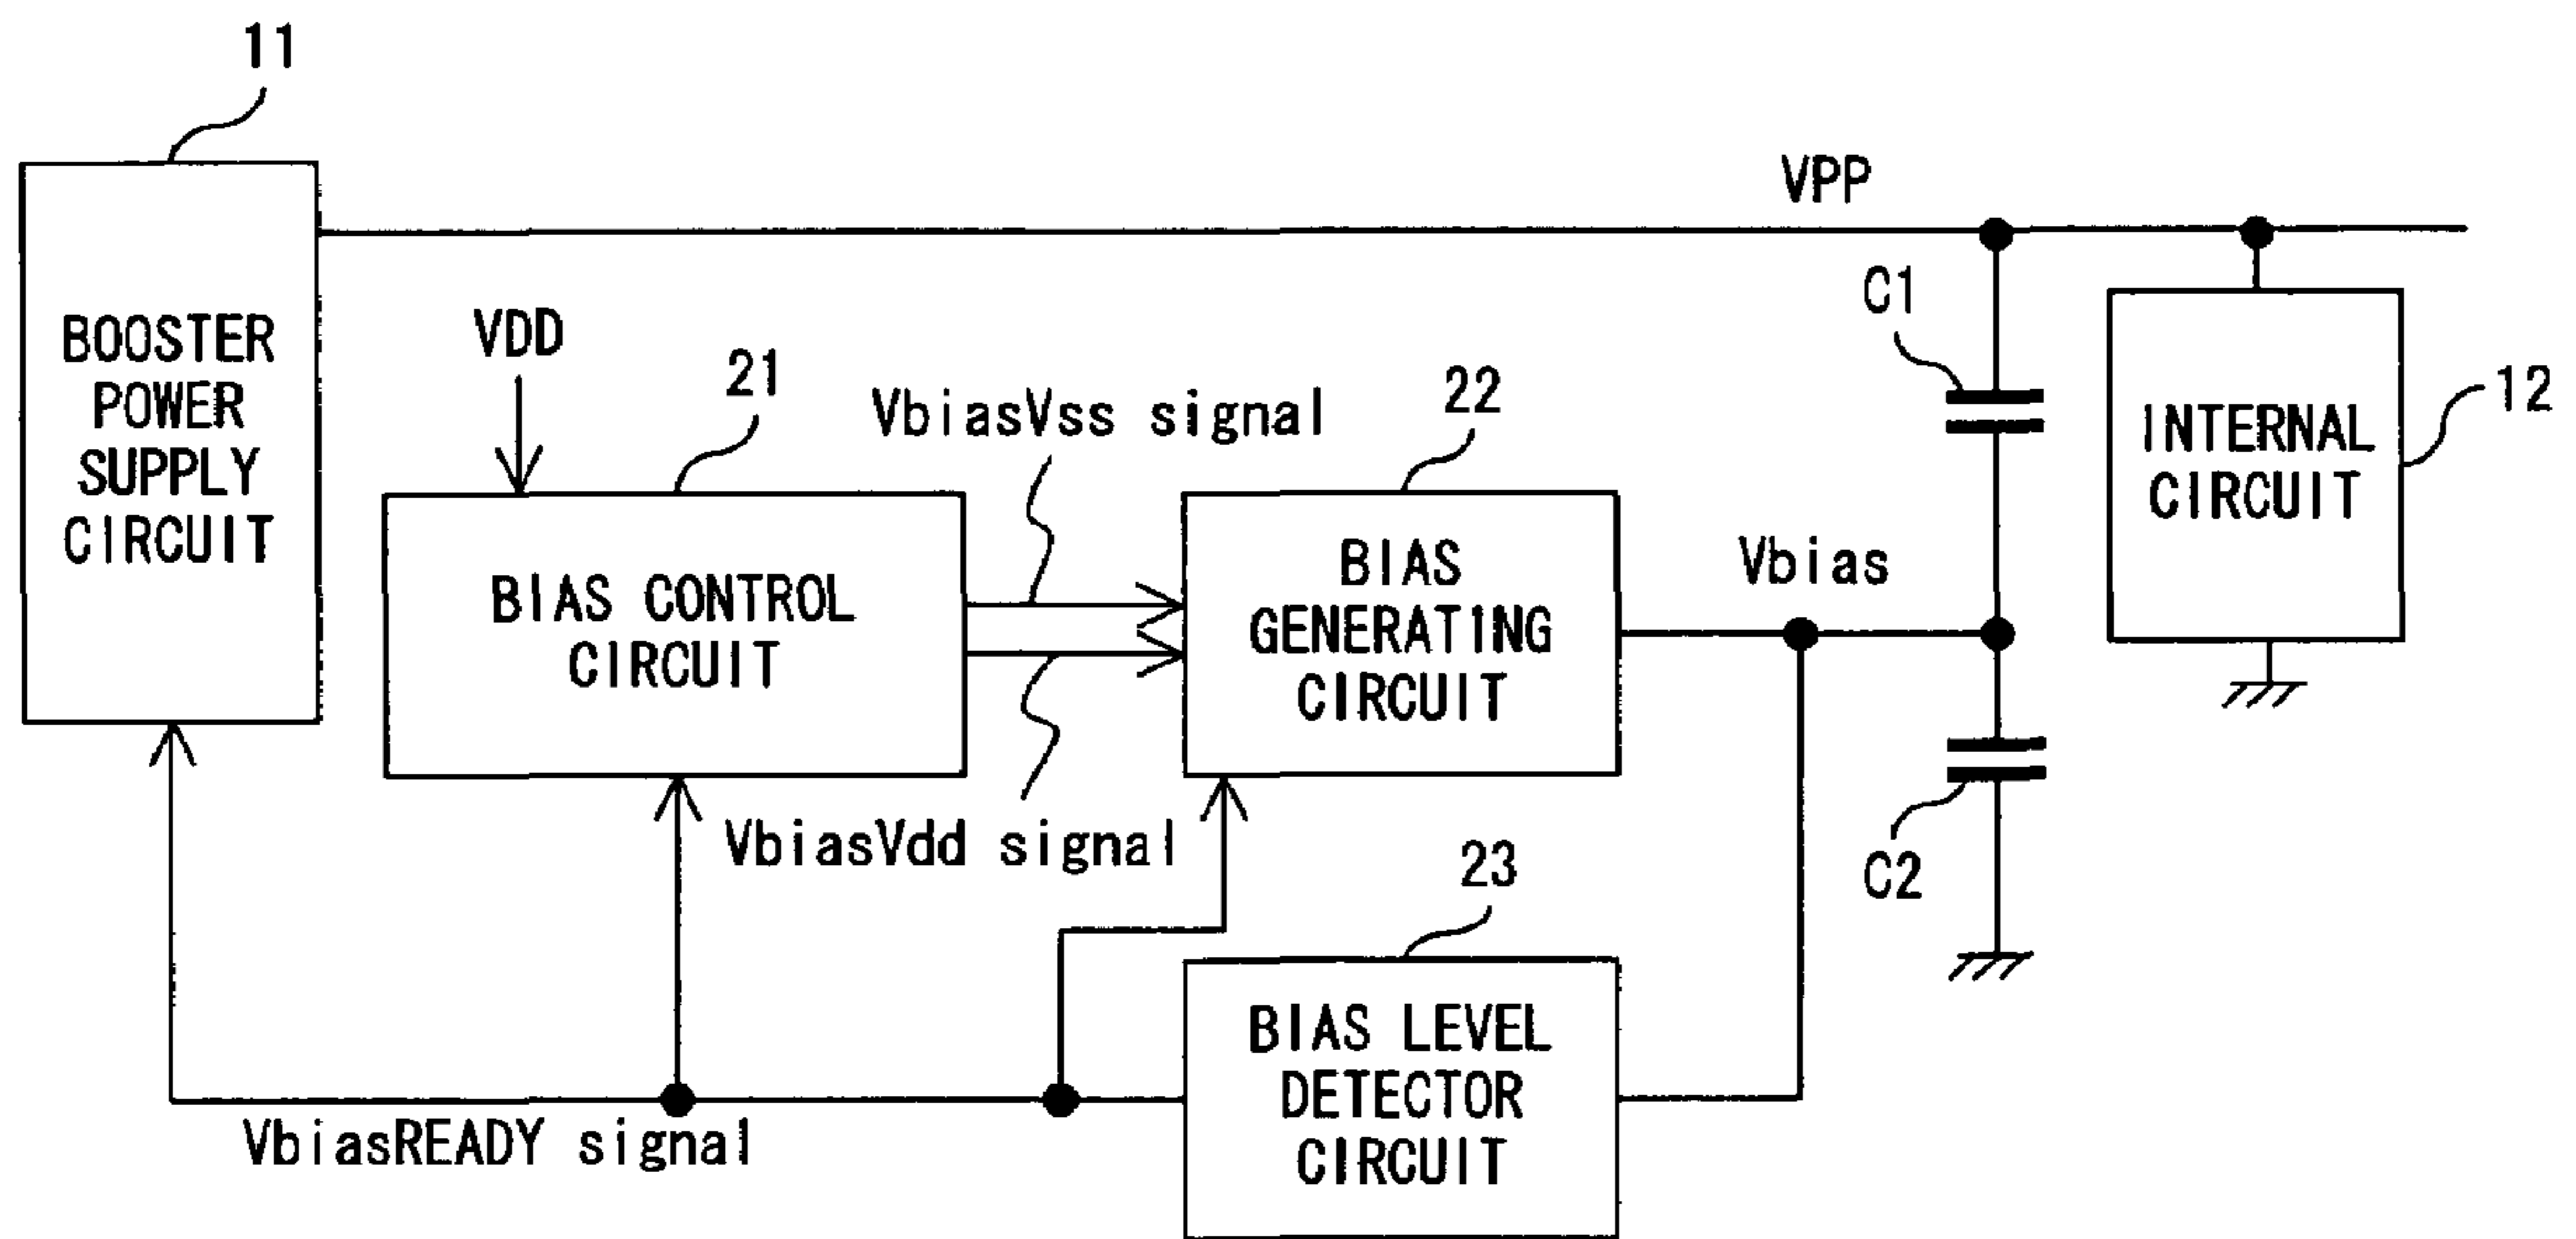 11
VPP
BOOSTER
POWER
SUPPLY
CIRCUIT
VDD
21
VbiasVss signal
22
C1
INTERNAL
CIRCUIT
12
BIAS CONTROL
CIRCUIT
BIAS
GENERATING
CIRCUIT
Vbias
VbiasVdd signal
23
C2
BIAS LEVEL
DETECTOR
CIRCUIT
VbiasREADY signal